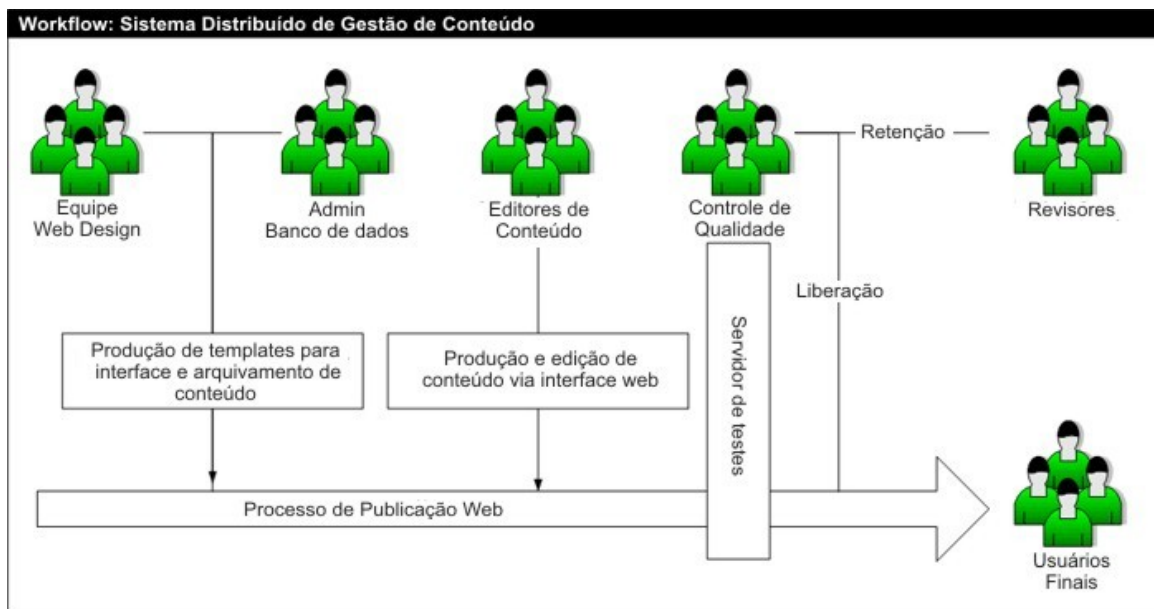 Workflow: Sistema Distribuído de Gestão de Conteúdo
Retenção
Equipe
Web Design
Admin
Banco de dados
Editores de
Conteúdo
Controle de
Qualidade
Revisores
Liberação
Produção de templates para
interface e arquivamento de
conteúdo
Produção e edição de
conteúdo via interface web
Servidor de testes
Processo de Publicação Web
Usuários
Finais